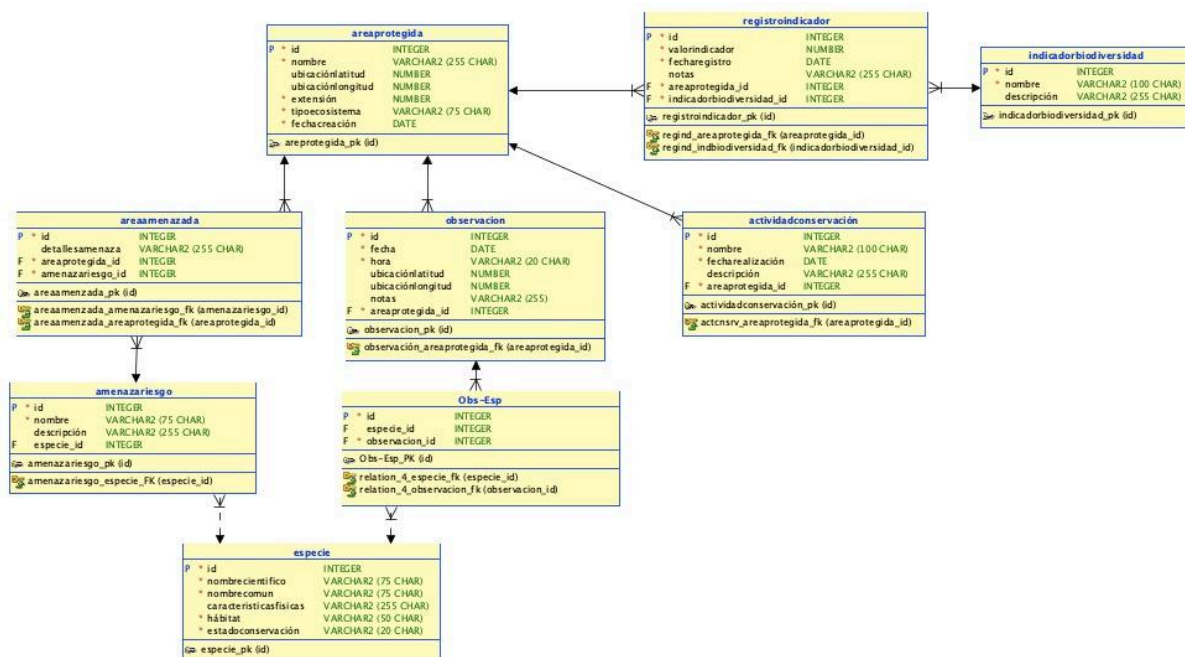 areaprotegida
P * id INTEGER
* nombre VARCHAR2 (255 CHAR)
ubicaciónlatitud NUMBER
ubicaciónlongitud NUMBER
* extensión NUMBER
* tipoecosistema VARCHAR2 (75 CHAR)
* fechacreación DATE
areprotegida_pk (id)
registroindicador
P * id INTEGER
* valorindicador NUMBER
* fecharegistro DATE
notas VARCHAR2 (255 CHAR)
F * areaprotegida_id INTEGER
F * indicadorbiodiversidad_id INTEGER
registroindicador_pk (id)
regind_areaprotegida_fk (areaprotegida_id)
regind_indbiodiversidad_fk (indicadorbiodiversidad_id)
indicadorbiodiversidad
P * id INTEGER
* nombre VARCHAR2 (100 CHAR)
descripción VARCHAR2 (255 CHAR)
indicadorbiodiversidad_pk (id)
areaamenazada
P * id INTEGER
detallesamenaza VARCHAR2 (255 CHAR)
F * areaprotegida_id INTEGER
F * amenazariesgo_id INTEGER
areaamenzada_pk (id)
areaamenzada_amenazariesgo_fk (amenazariesgo_id)
areaamenzada_areaprotegida_fk (areaprotegida_id)
observacion
P * id INTEGER
* fecha DATE
* hora VARCHAR2 (20 CHAR)
ubicaciónlatitud NUMBER
ubicaciónlongitud NUMBER
notas VARCHAR2 (255)
F * areaprotegida_id INTEGER
observacion_pk (id)
observación_areaprotegida_fk (areaprotegida_id)
actividadconservación
P * id INTEGER
* nombre VARCHAR2 (100 CHAR)
* fecharealización DATE
descripción VARCHAR2 (255 CHAR)
F * areaprotegida_id INTEGER
actividadconservación_pk (id)
actcnsrv_areaprotegida_fk (areaprotegida_id)
amenazariesgo
P * id INTEGER
* nombre VARCHAR2 (75 CHAR)
descripción VARCHAR2 (255 CHAR)
F especie_id INTEGER
amenazariesgo_pk (id)
amenazariesgo_especie_FK (especie_id)
Obs-Esp
P * id INTEGER
F especie_id INTEGER
F * observacion_id INTEGER
Obs-Esp_PK (id)
relation_4_especie_fk (especie_id)
relation_4_observacion_fk (observacion_id)
especie
P * id INTEGER
* nombrecientifico VARCHAR2 (75 CHAR)
* nombrecomun VARCHAR2 (75 CHAR)
caracteristicasfisicas VARCHAR2 (255 CHAR)
* hábitat VARCHAR2 (50 CHAR)
* estadoconservación VARCHAR2 (20 CHAR)
especie_pk (id)